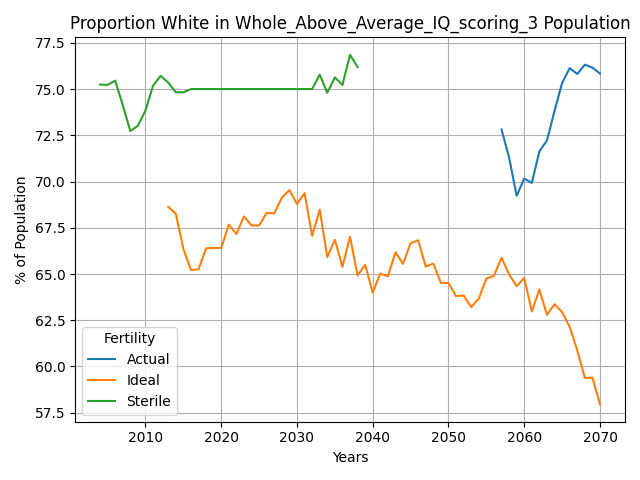 Proportion White in Whole_Above_Average_IQ_scoring_3 Population
% of Population
77.5
75.0
72.5
70.0
67.5
65.0
62.5
60.0
57.5
Fertility
Actual
Ideal
Sterile
2010 2020 2030 2040 2050 2060 2070
Years